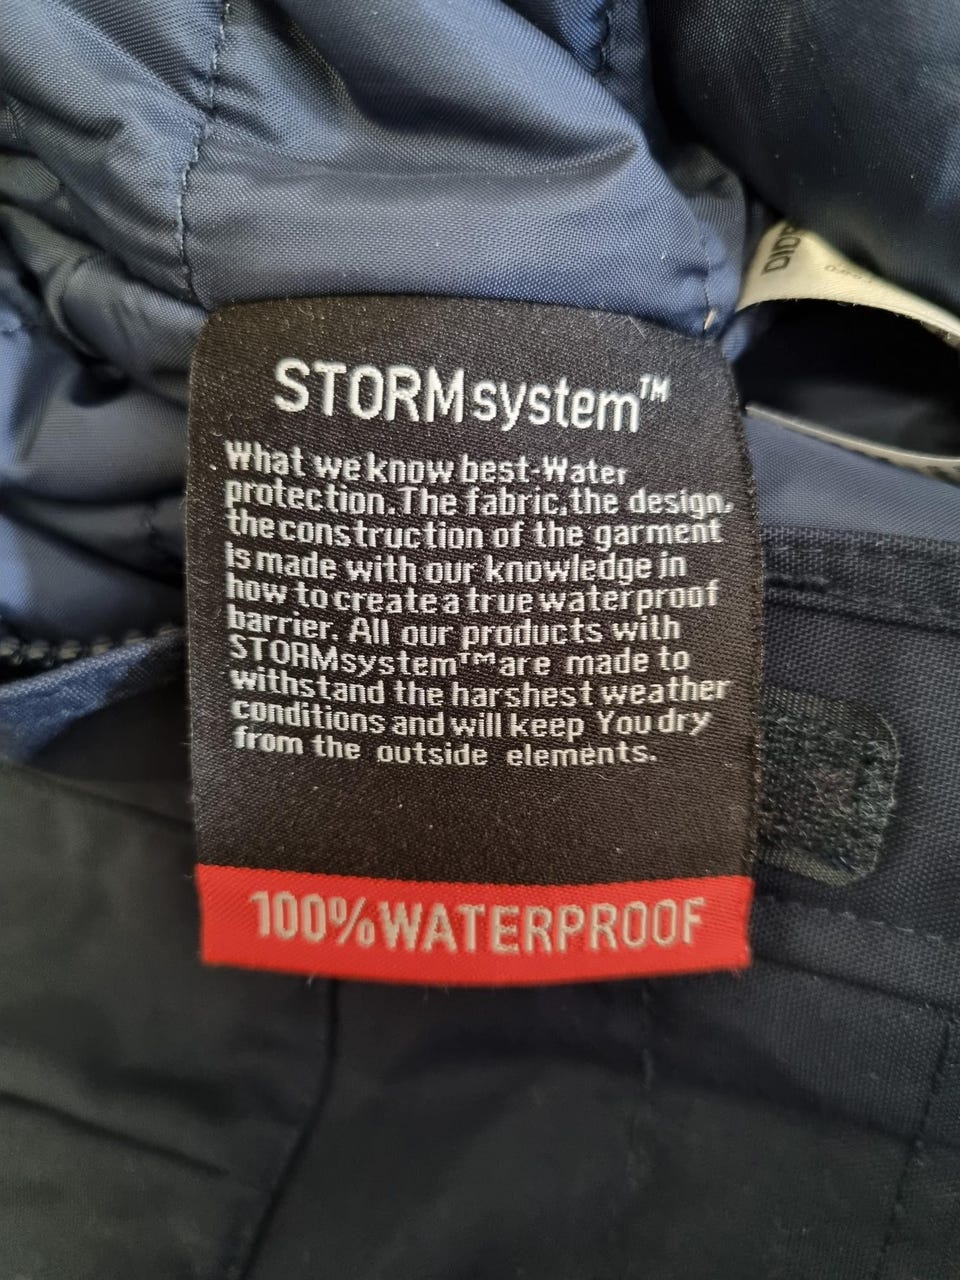 STORMsystem™
What we know best-Water
protection.The fabric,the design,
the construction of the garment
is made with our knowledge in
how to create a true waterproof
barrier. All our products with
STORMsystem™ are made to
withstand the harshest weather
conditions and will keep You dry
from the outside elements.
100% WATERPROOF